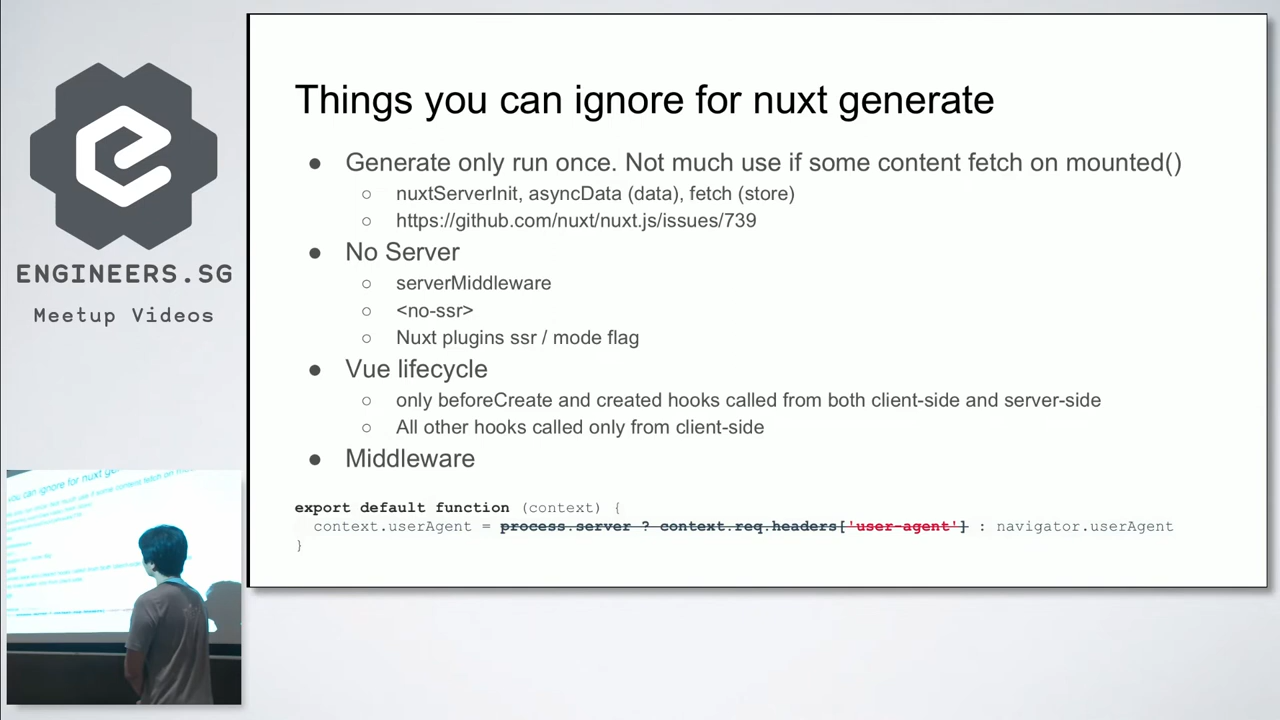 ENGINEERS.SG
Meetup Videos
Things you can ignore for nuxt generate
● Generate only run once. Not much use if some content fetch on mounted()
○ nuxtServerInit, asyncData (data), fetch (store)
○ https://github.com/nuxt/nuxt.js/issues/739
● No Server
○ serverMiddleware
○ <no-ssr>
○ Nuxt plugins ssr / mode flag
● Vue lifecycle
○ only beforeCreate and created hooks called from both client-side and server-side
○ All other hooks called only from client-side
● Middleware
export default function (context) {
context.userAgent = process.server ? context.req.headers['user-agent'] : navigator.userAgent
}